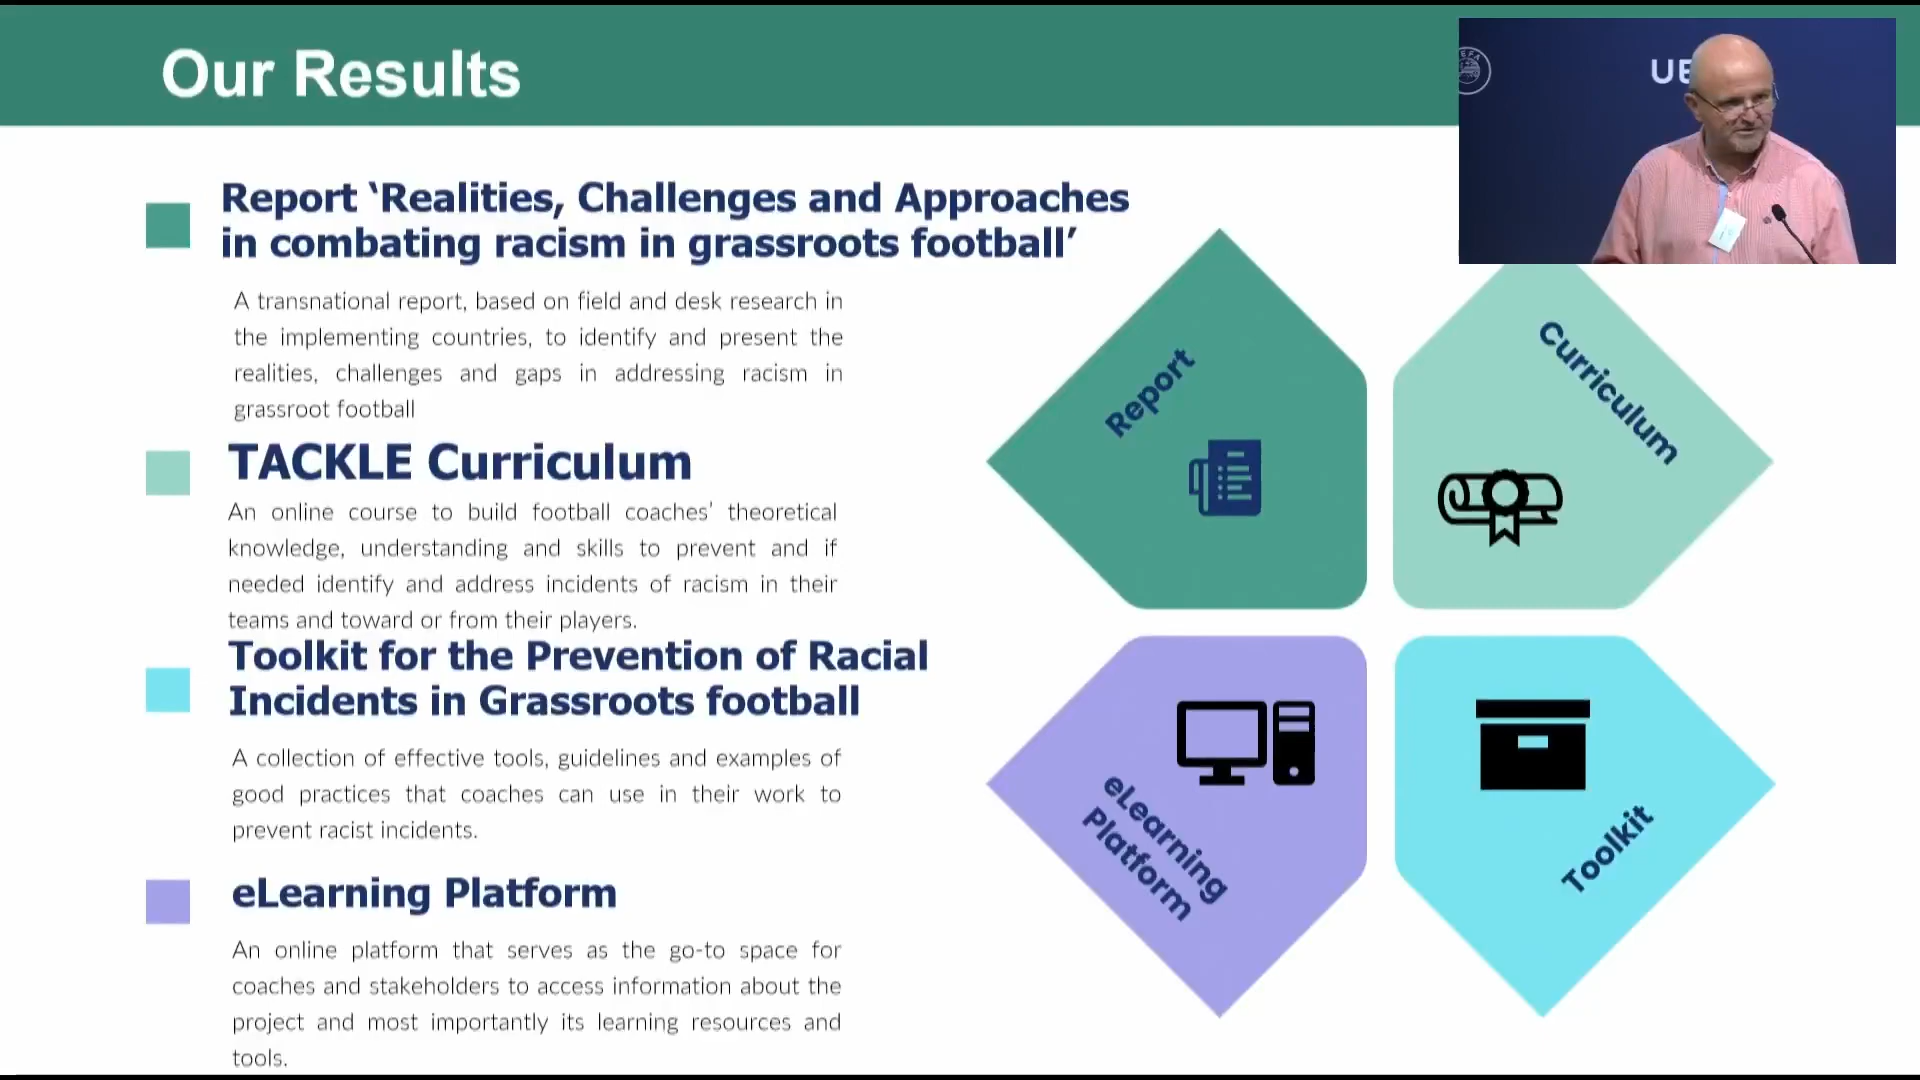 Our Results
UE
Report ‘Realities, Challenges and Approaches
in combating racism in grassroots football’
A transnational report, based on field and desk research in
the implementing countries, to identify and present the
realities, challenges and gaps in addressing racism in
grassroot football
TACKLE Curriculum
An online course to build football coaches’ theoretical
knowledge, understanding and skills to prevent and if
needed identify and address incidents of racism in their
teams and toward or from their players.
Toolkit for the Prevention of Racial
Incidents in Grassroots football
A collection of effective tools, guidelines and examples of
good practices that coaches can use in their work to
prevent racist incidents.
eLearning Platform
An online platform that serves as the go-to space for
coaches and stakeholders to access information about the
project and most importantly its learning resources and
tools.
Report
Curriculum
eLearning
Platform
Toolkit